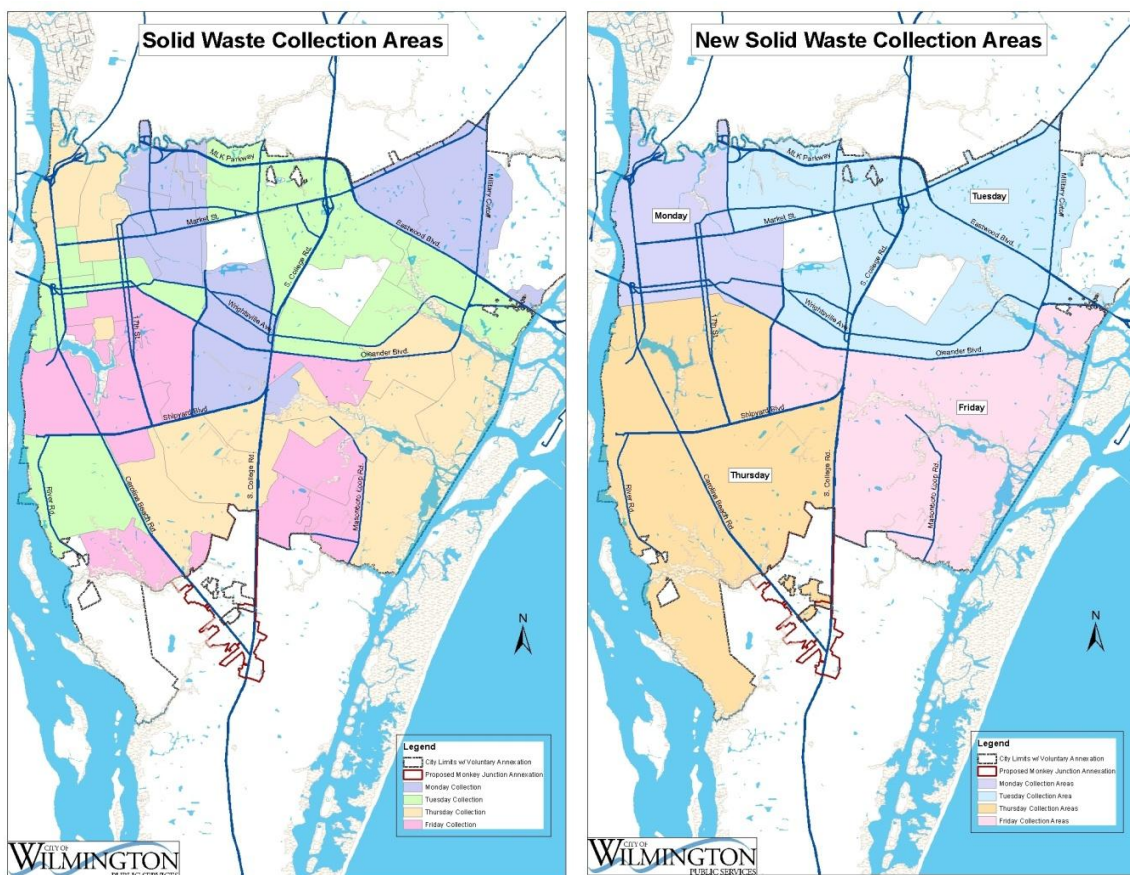 Solid Waste Collection Areas
MLK Parkway
Market St.
Military Cutoff
Eastwood Blvd.
S. College Rd.
Wrightsville Ave.
17th St.
Oleander Blvd.
Shipyard Blvd
S. College Rd.
River Rd.
Carolina Beach Rd.
Masonboro Loop Rd.
N
Legend
City Limits w/ Voluntary Annexation
Proposed Monkey Junction Annexation
Monday Collection
Tuesday Collection
Thursday Collection
Friday Collection
CITY OF
WILMINGTON
PUBLIC SERVICES
New Solid Waste Collection Areas
MLK Parkway
Monday
Tuesday
Market St.
Military Cutoff
Eastwood Blvd.
S. College Rd.
Wrightsville Ave.
17th St.
Oleander Blvd.
Shipyard Blvd
Friday
Thursday
S. College Rd.
River Rd.
Carolina Beach Rd.
Masonboro Loop Rd.
N
Legend
City Limits w/ Voluntary Annexation
Proposed Monkey Junction Annexation
Monday Collection Areas
Tuesday Collection Area
Thursday Collection Areas
Friday Collection Areas
CITY OF
WILMINGTON
PUBLIC SERVICES